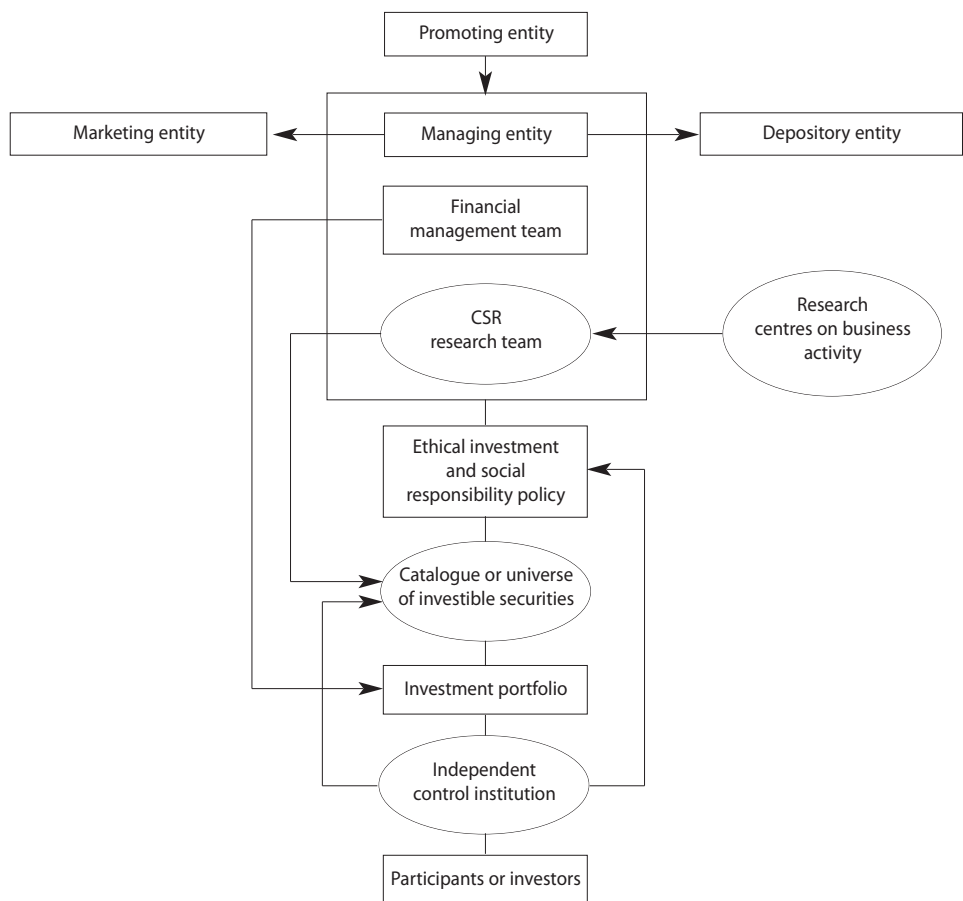 Promoting entity
Marketing entity
Managing entity
Depository entity
Financial
management team
CSR
research team
Research
centres on business
activity
Ethical investment
and social
responsibility policy
Catalogue or universe
of investible securities
Investment portfolio
Independent
control institution
Participants or investors